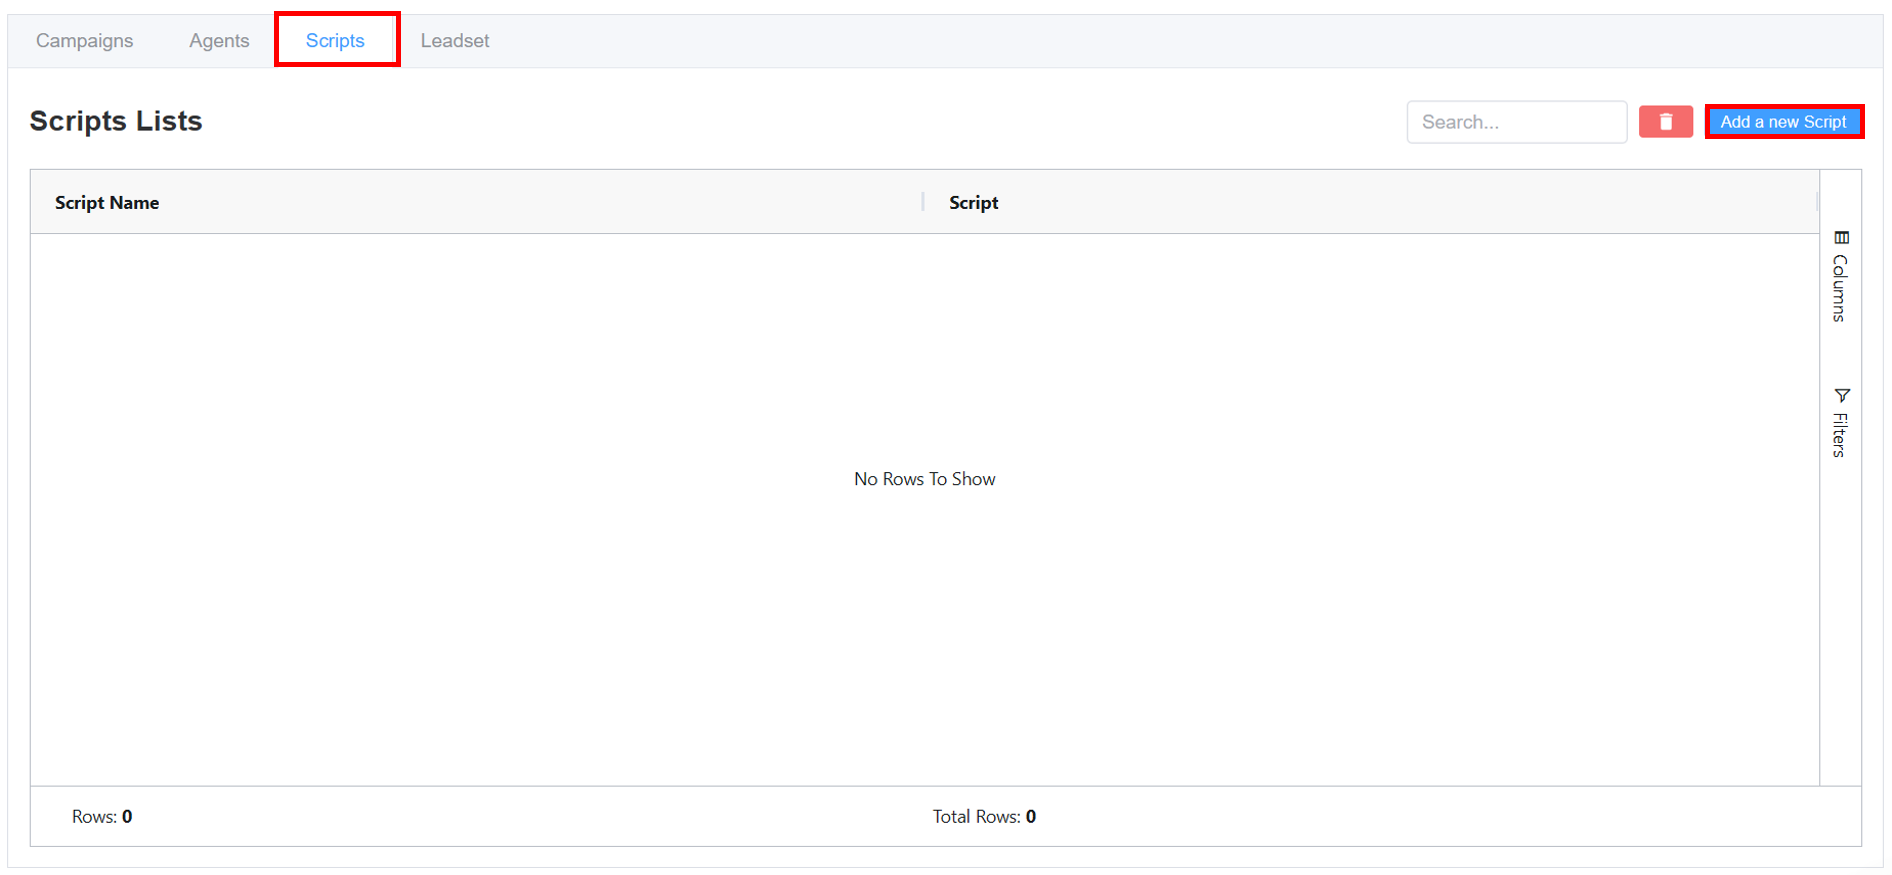 Campaigns Agents Scripts Leadset
Scripts Lists Search... Add a new Script
Script Name Script
Columns
Filters
No Rows To Show
Rows: 0 Total Rows: 0